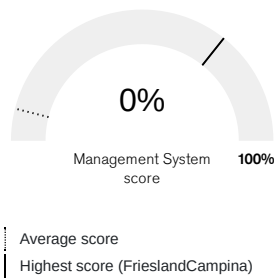 0%
Management System
score
100%
Average score
Highest score (FrieslandCampina)